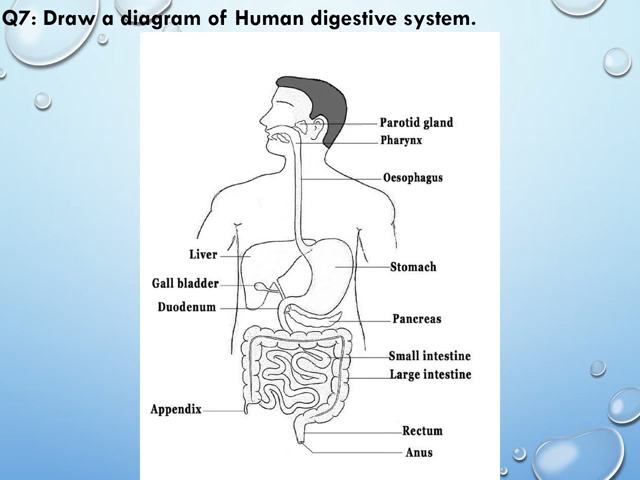 Q7: Draw a diagram of Human digestive system.
Parotid gland
Pharynx
Oesophagus
Liver
Stomach
Gall bladder
Duodenum
Pancreas
Small intestine
Large intestine
Appendix
Rectum
Anus